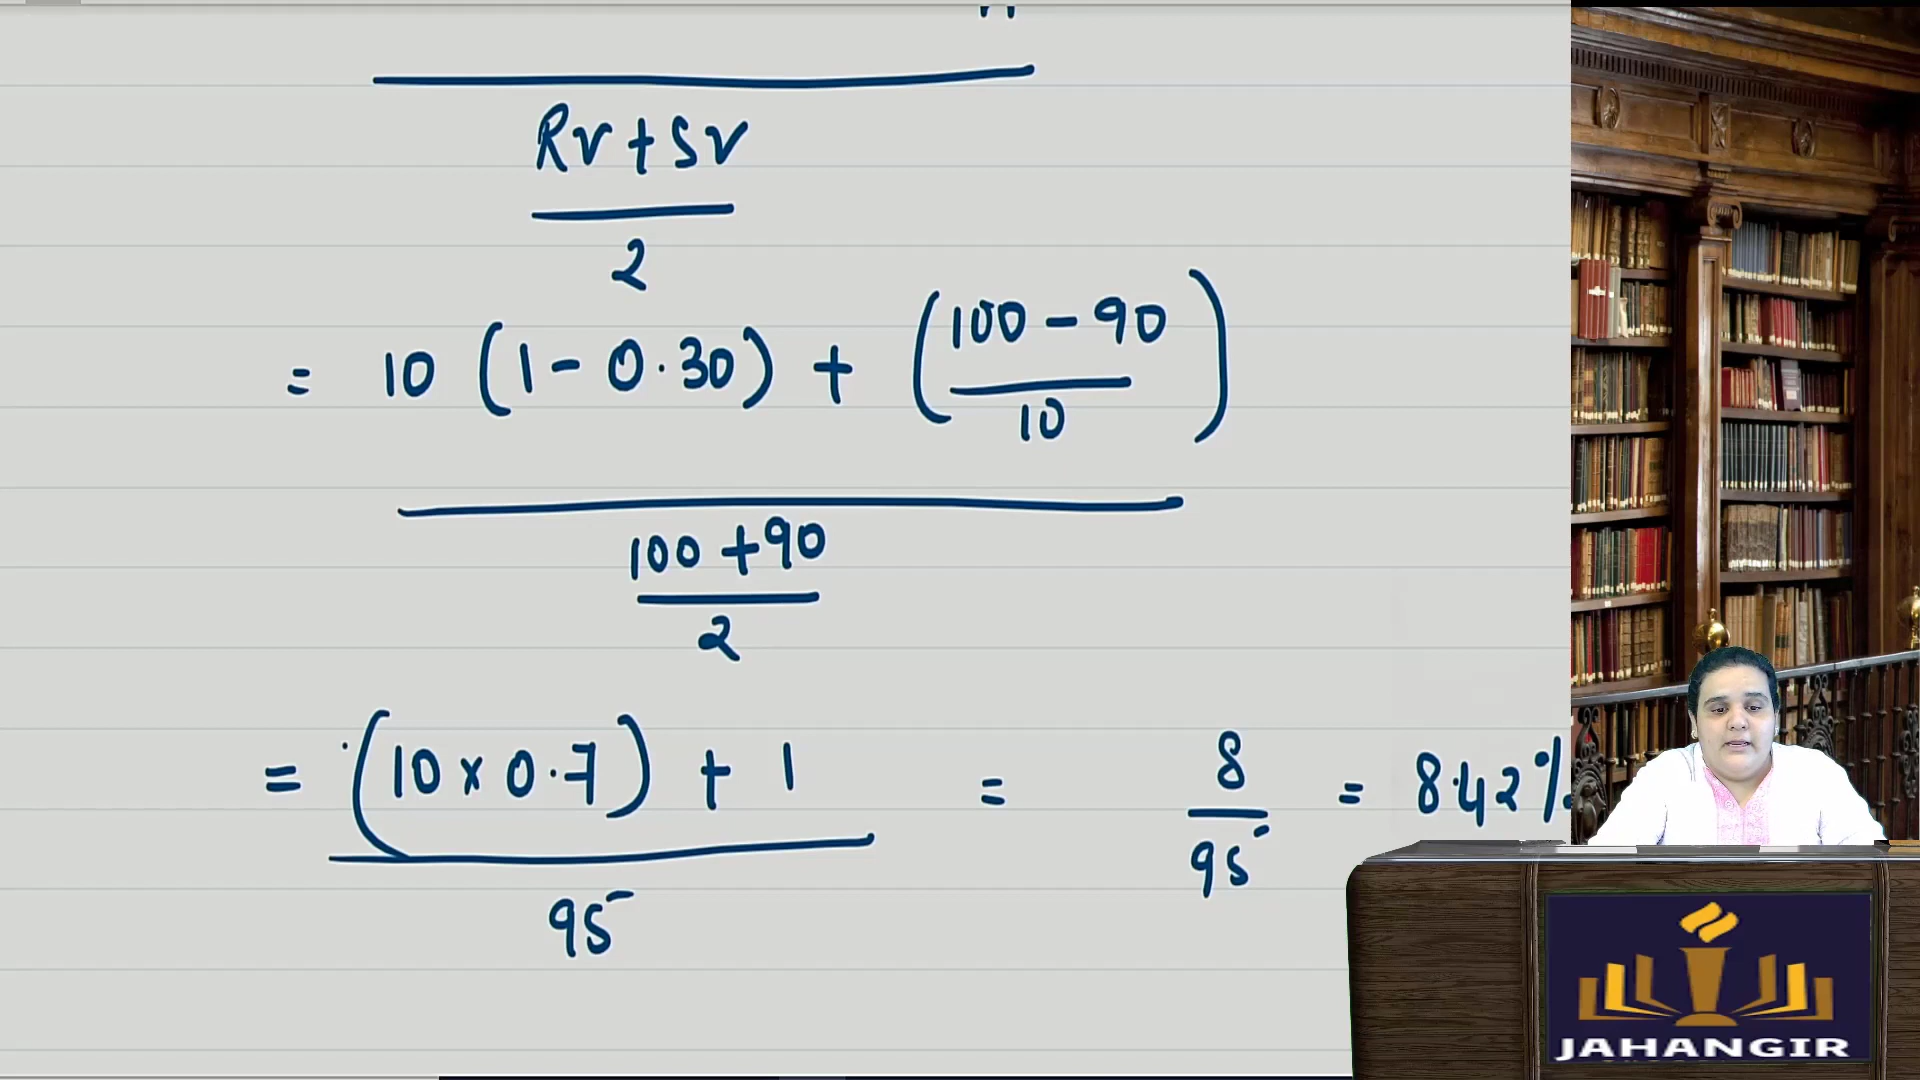 Rv + Sv
2
= 10 (1 - 0.30) + (100 - 90
10)
100 + 90
2
= (10 x 0.7) + 1 = 8 = 8.42%
95 95
JAHANGIR